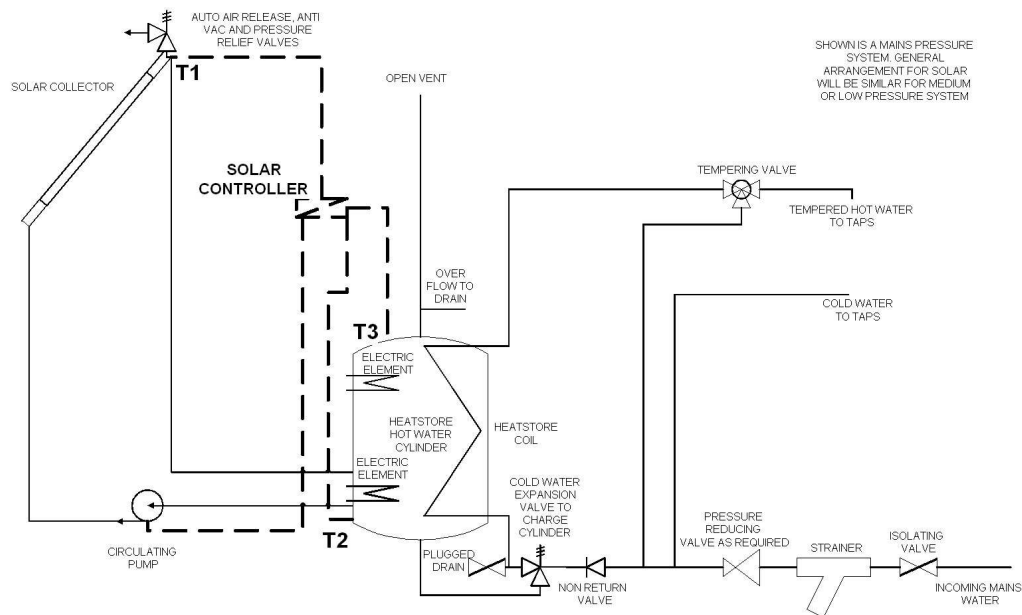 AUTO AIR RELEASE, ANTI
VAC AND PRESSURE
RELIEF VALVES
T1
SOLAR COLLECTOR
OPEN VENT
SHOWN IS A MAINS PRESSURE
SYSTEM. GENERAL
ARRANGEMENT FOR SOLAR
WILL BE SIMILAR FOR MEDIUM
OR LOW PRESSURE SYSTEM
SOLAR
CONTROLLER
TEMPERING VALVE
TEMPERED HOT WATER
TO TAPS
OVER
FLOW TO
DRAIN
COLD WATER
TO TAPS
T3
ELECTRIC
ELEMENT
HEATSTORE
HOT WATER
CYLINDER
HEATSTORE
COIL
ELECTRIC
ELEMENT
COLD WATER
EXPANSION
VALVE TO
CHARGE
CYLINDER
T2
CIRCULATING
PUMP
PLUGGED
DRAIN
NON RETURN
VALVE
PRESSURE
REDUCING
VALVE AS REQUIRED
STRAINER
ISOLATING
VALVE
INCOMING MAINS
WATER